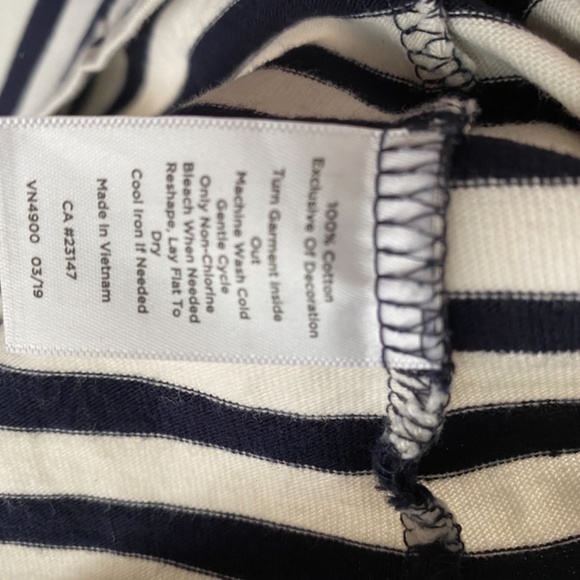 100% Cotton
Exclusive Of Decoration
Turn Garment Inside
Out
Machine Wash Cold
Gentle Cycle
Only Non-Chlorine
Bleach When Needed
Reshape, Lay Flat To
Dry
Cool Iron If Needed
Made In Vietnam
CA #23147
VN4900 03/19